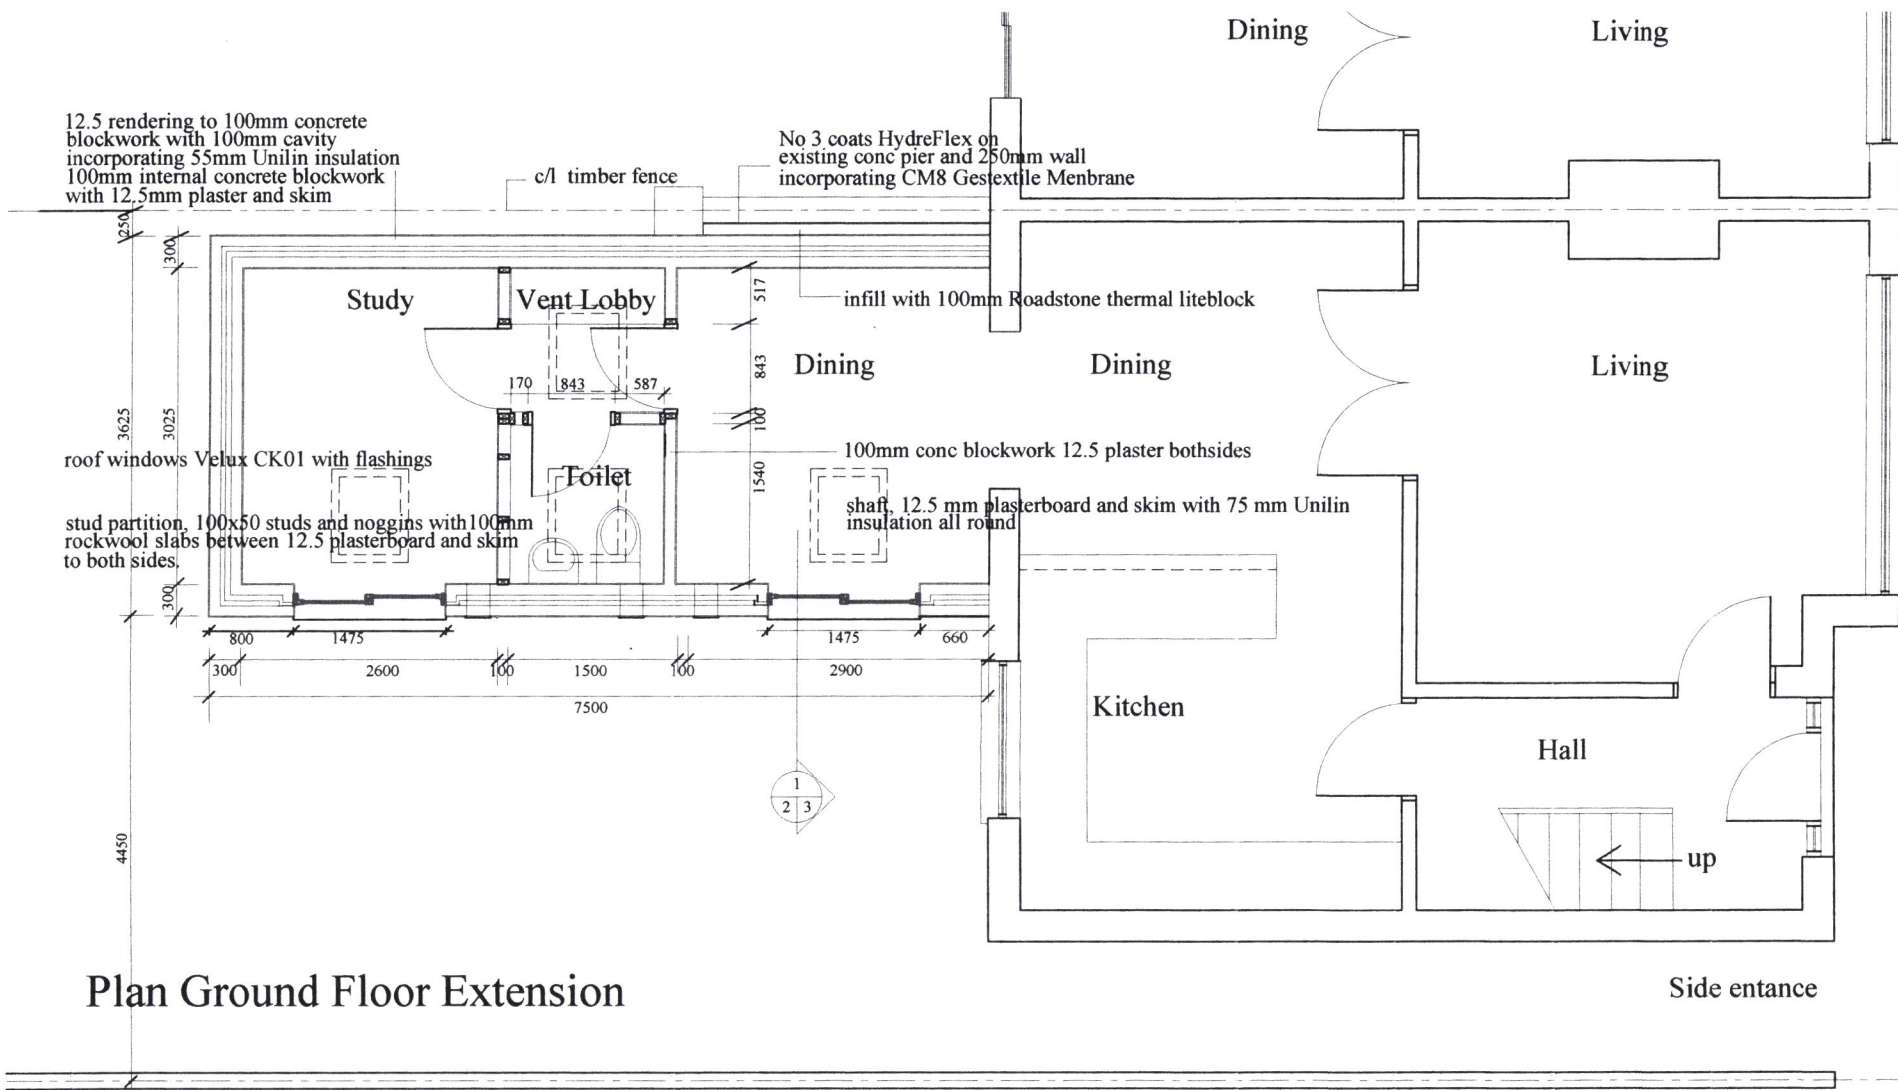 Dining
Living
12.5 rendering to 100mm concrete
blockwork with 100mm cavity
incorporating 55mm Unilin insulation
100mm internal concrete blockwork
with 12.5mm plaster and skim
c/l timber fence
No 3 coats HydreFlex on
existing conc pier and 250mm wall
incorporating CM8 Gestextile Menbrane
250
300
3625
3025
300
4450
Study
Vent Lobby
517
infill with 100mm Roadstone thermal liteblock
Dining
Dining
Living
843
170
843
587
100
1540
roof windows Velux CK01 with flashings
Toilet
100mm conc blockwork 12.5 plaster bothsides
stud partition, 100x50 studs and noggins with100mm
rockwool slabs between 12.5 plasterboard and skim
to both sides.
shaft, 12.5 mm plasterboard and skim with 75 mm Unilin
insulation all round
800
1475
1475
660
300
2600
100
1500
100
2900
7500
Kitchen
Hall
1
2
3
up
Plan Ground Floor Extension
Side entance